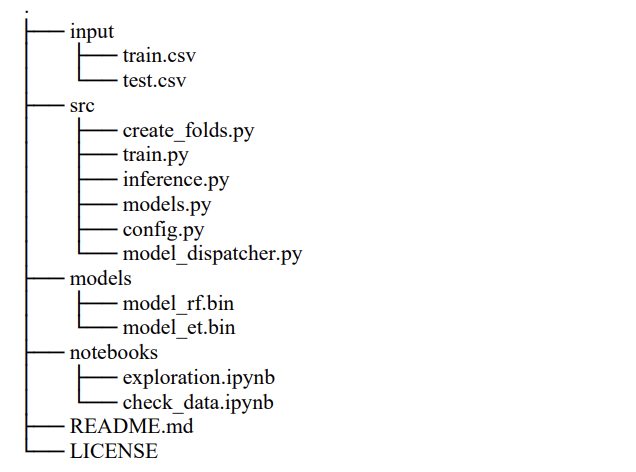 .
input
train.csv
test.csv
src
create_folds.py
train.py
inference.py
models.py
config.py
model_dispatcher.py
models
model_rf.bin
model_et.bin
notebooks
exploration.ipynb
check_data.ipynb
README.md
LICENSE